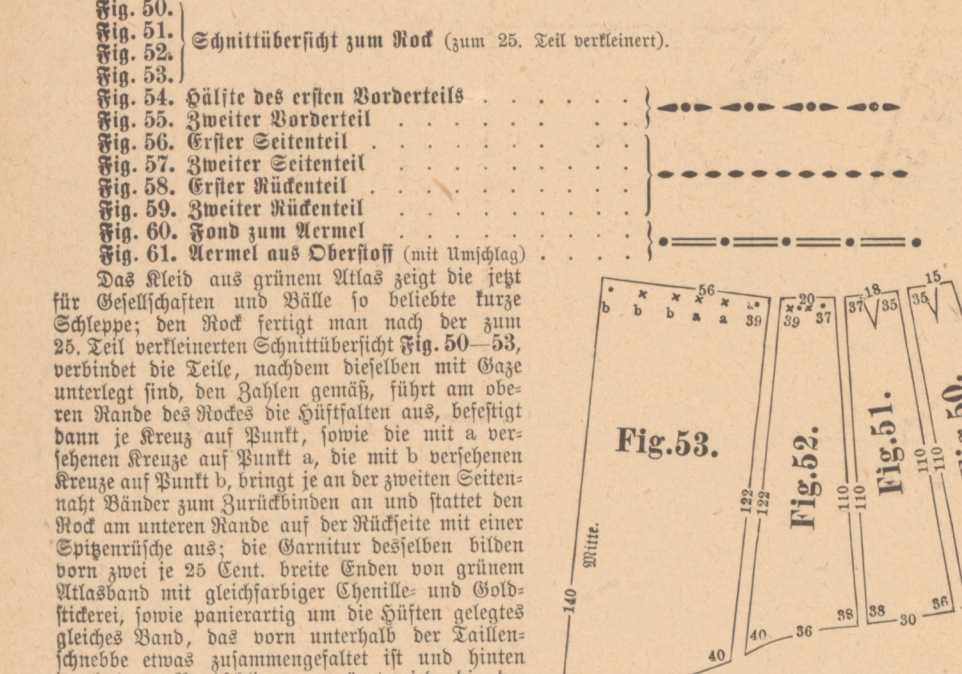 Fig. 50.
Fig. 51.
Fig. 52.
Fig. 53.
Schnittübersicht zum Rock (zum 25. Teil verkleinert).
Fig. 54. Hälfte des ersten Vorderteils . . . . . .
Fig. 55. Zweiter Vorderteil . . . . . . . . .
Fig. 56. Erster Seitenteil . . . . . . . . . .
Fig. 57. Zweiter Seitenteil . . . . . . . . .
Fig. 58. Erster Rückenteil . . . . . . . . . .
Fig. 59. Zweiter Rückenteil . . . . . . . . .
Fig. 60. Fond zum Aermel . . . . . . . . .
Fig. 61. Aermel aus Oberstoff (mit Umschlag) . . . .
Das Kleid aus grünem Atlas zeigt die jetzt
für Gesellschaften und Bälle so beliebte kurze
Schleppe; den Rock fertigt man nach der zum
25. Teil verkleinerten Schnittübersicht Fig. 50—53,
verbindet die Teile, nachdem dieselben mit Gaze
unterlegt sind, den Zahlen gemäß, führt am obe-
ren Rande des Rockes die Hüftfalten aus, befestigt
dann je Kreuz auf Punkt, sowie die mit a ver-
sehenen Kreuze auf Punkt a, die mit b versehenen
Kreuze auf Punkt b, bringt je an der zweiten Seiten-
naht Bänder zum Zurückbinden an und stattet den
Rock am unteren Rande auf der Rückseite mit einer
Spitzenrüsche aus; die Garnitur desselben bilden
vorn zwei je 25 Cent. breite Enden von grünem
Atlasband mit gleichfarbiger Chenille- und Gold-
stickerei, sowie panierartig um die Hüften gelegtes
gleiches Band, das vorn unterhalb der Taillen-
schnebbe etwas zusammengefaltet ist und hinten
56
b b b a a 39
Fig.53.
Mitte.
140
122
40
20
39 37
Fig.52.
122
110
40
36
38
18
37 35
Fig.51.
110
110
38
30
36
15
35
110
Fig.50.